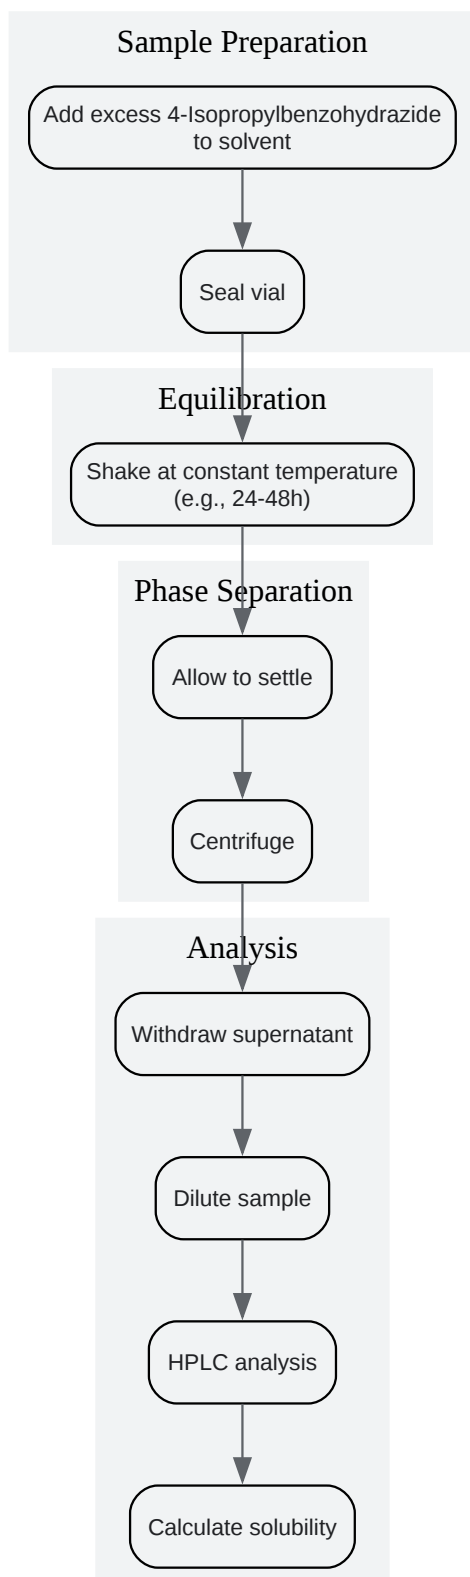 Sample Preparation
Add excess 4-Isopropylbenzohydrazide
to solvent
Seal vial
Equilibration
Shake at constant temperature
(e.g., 24-48h)
Phase Separation
Allow to settle
Centrifuge
Analysis
Withdraw supernatant
Dilute sample
HPLC analysis
Calculate solubility